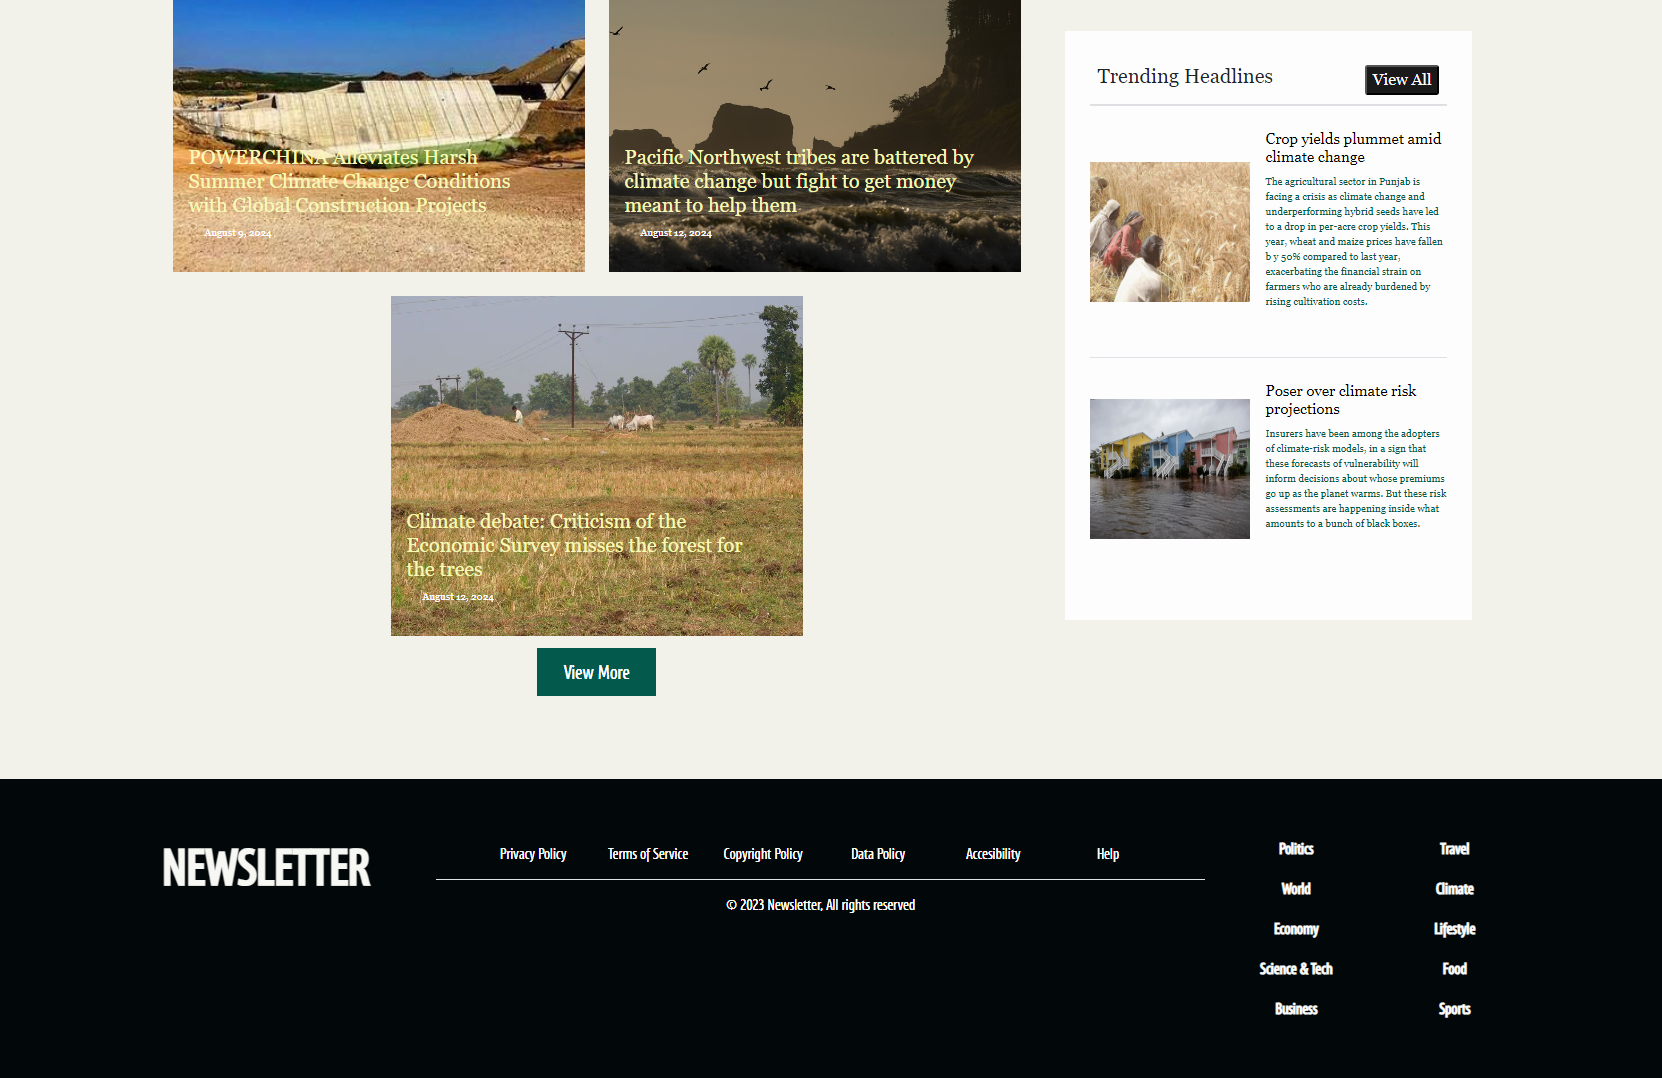 POWERCHINA Alleviates Harsh
Summer Climate Change Conditions
with Global Construction Projects
August 9, 2024
Pacific Northwest tribes are battered by
climate change but fight to get money
meant to help them
August 12, 2024
Climate debate: Criticism of the
Economic Survey misses the forest for
the trees
August 12, 2024
View More
Trending Headlines
View All
Crop yields plummet amid
climate change
The agricultural sector in Punjab is
facing a crisis as climate change and
underperforming hybrid seeds have led
to a drop in per-acre crop yields. This
year, wheat and maize prices have fallen
b y 50% compared to last year,
exacerbating the financial strain on
farmers who are already burdened by
rising cultivation costs.
Poser over climate risk
projections
Insurers have been among the adopters
of climate-risk models, in a sign that
these forecasts of vulnerability will
inform decisions about whose premiums
go up as the planet warms. But these risk
assessments are happening inside what
amounts to a bunch of black boxes.
NEWSLETTER
Privacy Policy
Terms of Service
Copyright Policy
Data Policy
Accesibility
Help
© 2023 Newsletter, All rights reserved
Politics
World
Economy
Science & Tech
Business
Travel
Climate
Lifestyle
Food
Sports